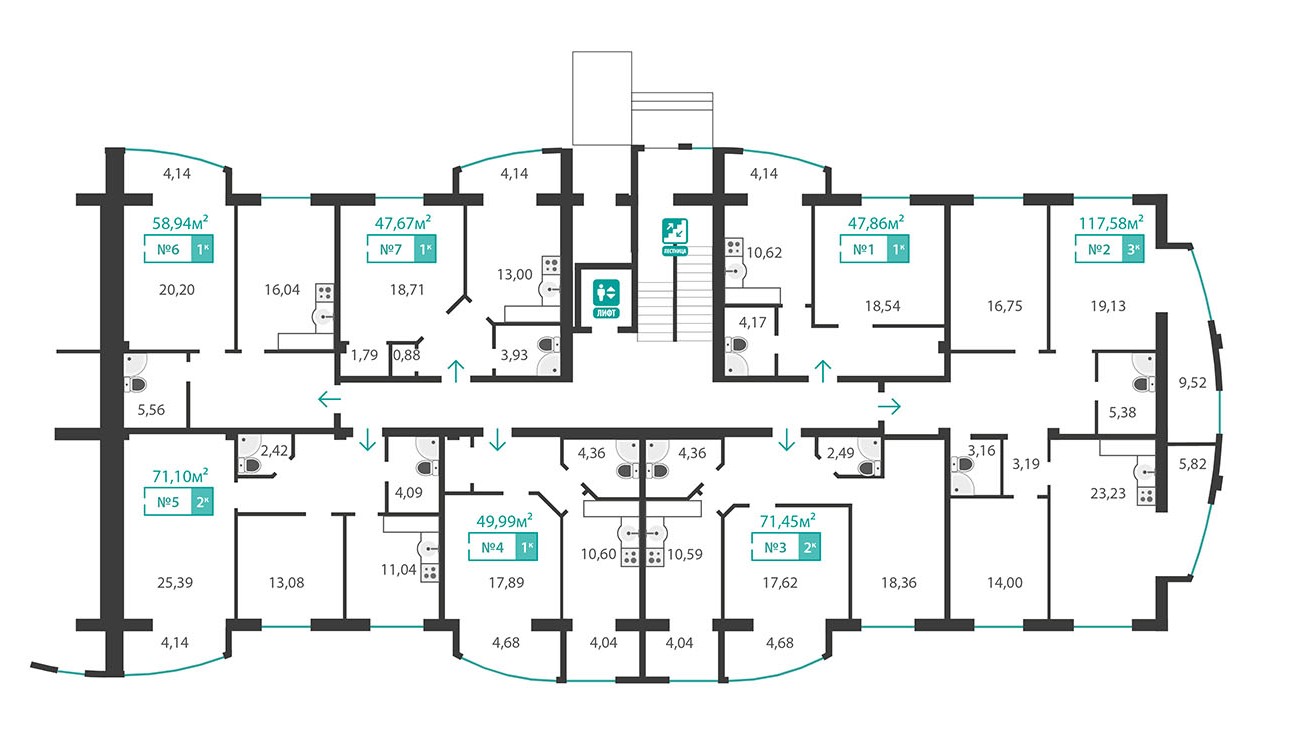 4,14
4,14
4,14
58,94м²
№6 1к
20,20
16,04
47,67м²
№7 1к
18,71
13,00
1,79
0,88
3,93
ЛЕСТНИЦА
ЛИФТ
10,62
4,17
47,86м²
№1 1к
18,54
16,75
117,58м²
№2 3к
19,13
9,52
5,56
5,38
71,10м²
№5 2к
25,39
4,14
2,42
13,08
4,09
11,04
49,99м²
№4 1к
17,89
4,68
4,36
10,60
4,04
4,36
10,59
4,04
71,45м²
№3 2к
17,62
4,68
2,49
18,36
3,16
3,19
14,00
23,23
5,82